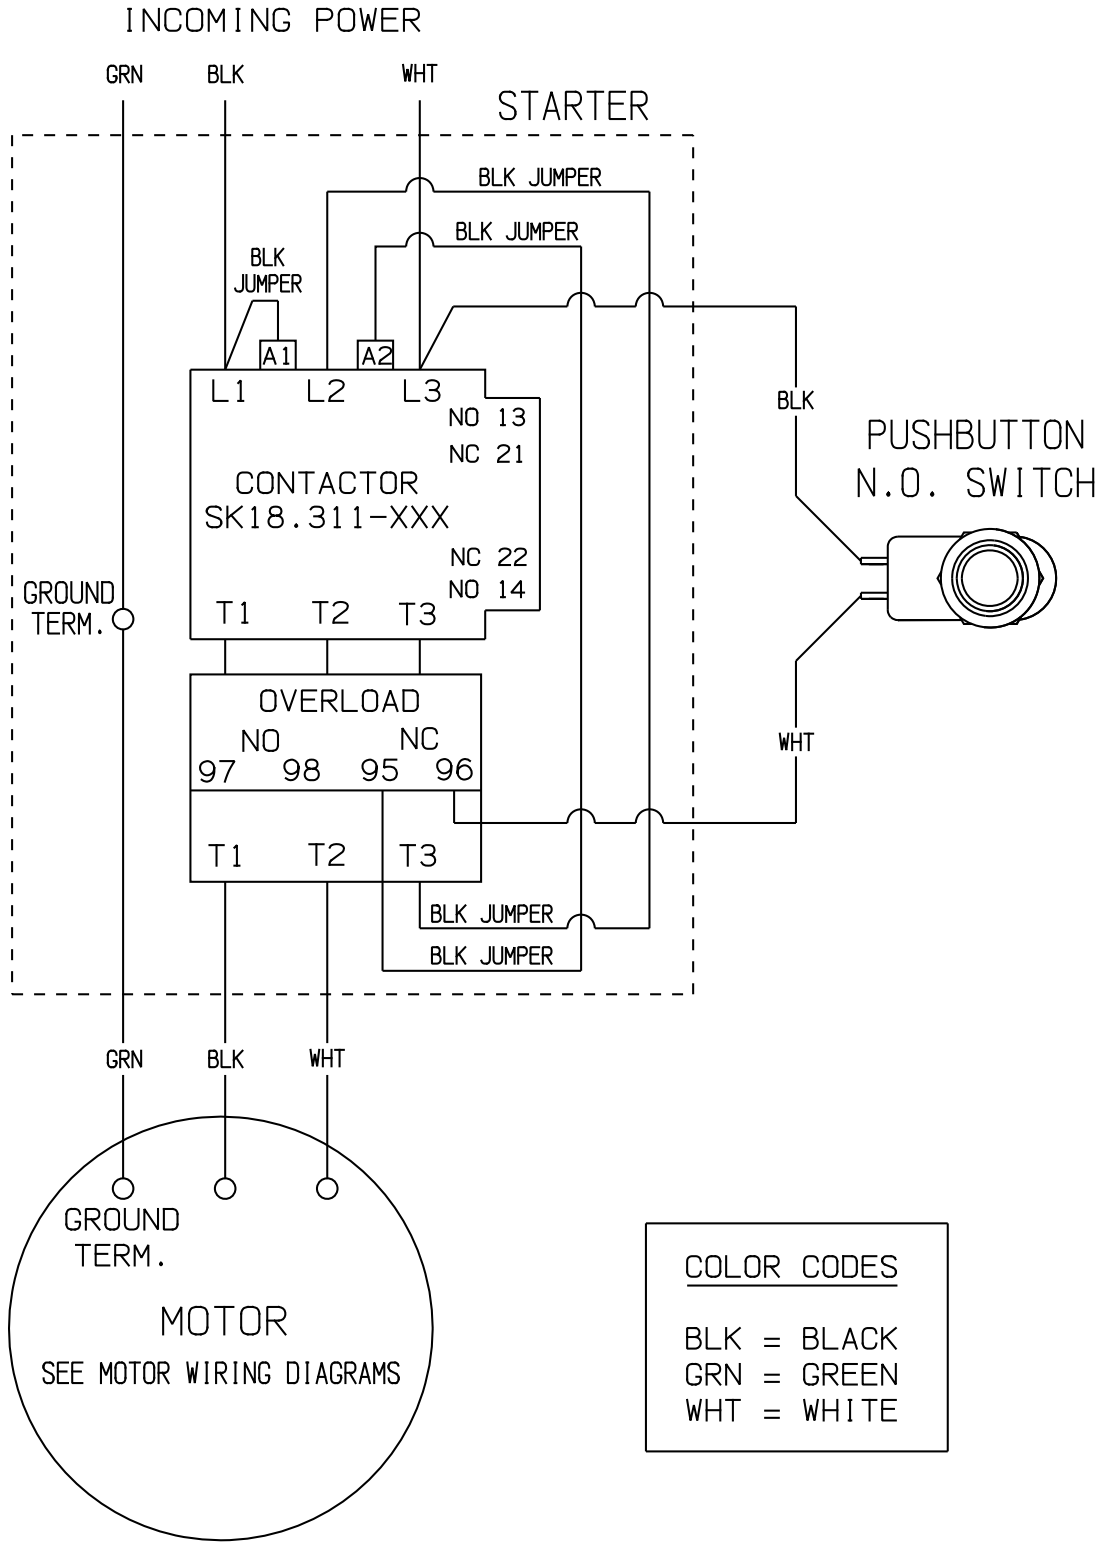 INCOMING POWER
GRN BLK WHT
STARTER
BLK JUMPER
BLK JUMPER
BLK
JUMPER
A1 A2
L1 L2 L3
NO 13
NC 21
CONTACTOR
SK18.311-XXX
NC 22
NO 14
T1 T2 T3
GROUND
TERM.
BLK
PUSHBUTTON
N.O. SWITCH
WHT
OVERLOAD
NO NC
97 98 95 96
T1 T2 T3
BLK JUMPER
BLK JUMPER
GRN BLK WHT
GROUND
TERM.
MOTOR
SEE MOTOR WIRING DIAGRAMS
COLOR CODES
BLK = BLACK
GRN = GREEN
WHT = WHITE